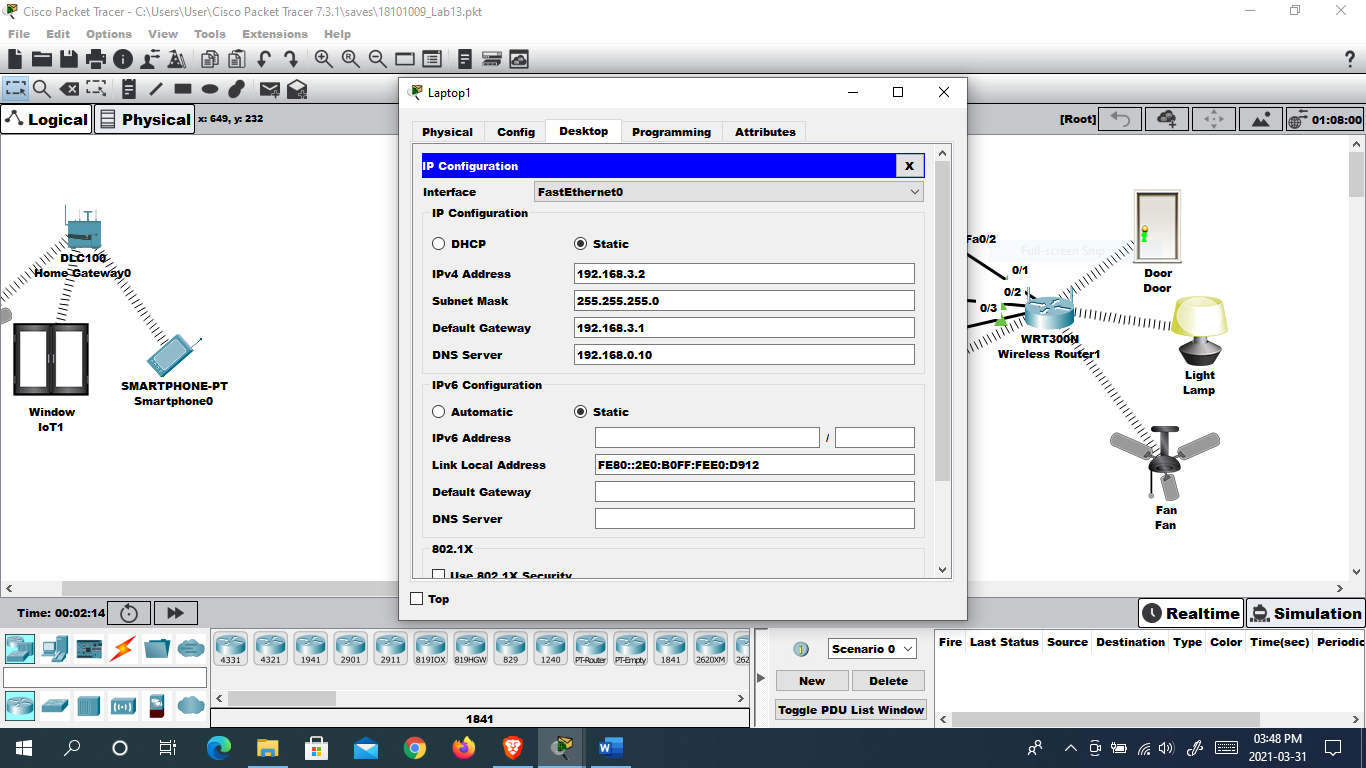 Cisco Packet Tracer - C:\Users\User\Cisco Packet Tracer 7.3.1\saves\18101009_Lab13.pkt
File Edit Options View Tools Extensions Help
?
Logical Physical x: 649, y: 232
[Root] 01:08:00
Laptop1
Physical Config Desktop Programming Attributes
IP Configuration X
Interface FastEthernet0
IP Configuration
DHCP Static
IPv4 Address 192.168.3.2
Subnet Mask 255.255.255.0
Default Gateway 192.168.3.1
DNS Server 192.168.0.10
IPv6 Configuration
Automatic Static
IPv6 Address /
Link Local Address FE80::2E0:B0FF:FEE0:D912
Default Gateway
DNS Server
802.1X
Use 802.1X Security
Top
DLC100
Home Gateway0
Window
IoT1
SMARTPHONE-PT
Smartphone0
Full-screen Snip
Fa0/2
0/1
0/2
0/3
WRT300N
Wireless Router1
Door
Door
Light
Lamp
Fan
Fan
Time: 00:02:14
Realtime Simulation
4331 4321 1941 2901 2911 819IOX 819HGW 829 1240 PT-Router PT-Empty 1841 2620XM 262
1841
Scenario 0
New Delete
Toggle PDU List Window
Fire Last Status Source Destination Type Color Time(sec) Periodic
03:48 PM
2021-03-31